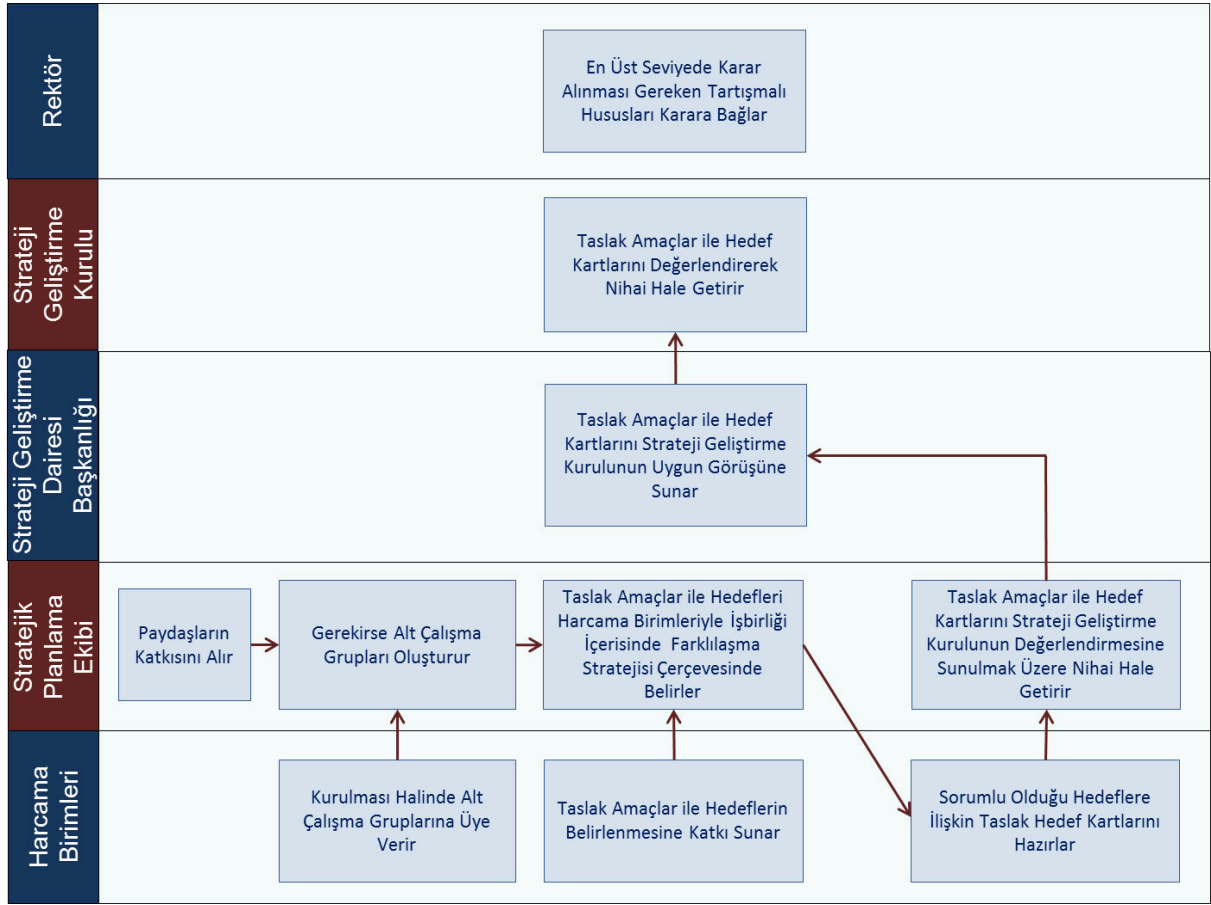 Rektör
En Üst Seviyede Karar
Alınması Gereken Tartışmalı
Hususları Karara Bağlar
Strateji
Geliştirme
Kurulu
Taslak Amaçlar ile Hedef
Kartlarını Değerlendirerek
Nihai Hale Getirir
Strateji Geliştirme
Dairesi
Başkanlığı
Taslak Amaçlar ile Hedef
Kartlarını Strateji Geliştirme
Kurulunun Uygun Görüşüne
Sunar
Stratejik
Planlama
Ekibi
Paydaşların
Katkısını Alır
Gerekirse Alt Çalışma
Grupları Oluşturur
Taslak Amaçlar ile Hedefleri
Harcama Birimleriyle İşbirliği
İçerisinde Farklılaşma
Stratejisi Çerçevesinde
Belirler
Taslak Amaçlar ile Hedef
Kartlarını Strateji Geliştirme
Kurulunun Değerlendirmesine
Sunulmak Üzere Nihai Hale
Getirir
Harcama
Birimleri
Kurulması Halinde Alt
Çalışma Gruplarına Üye
Verir
Taslak Amaçlar ile Hedeflerin
Belirlenmesine Katkı Sunar
Sorumlu Olduğu Hedeflere
İlişkin Taslak Hedef Kartlarını
Hazırlar